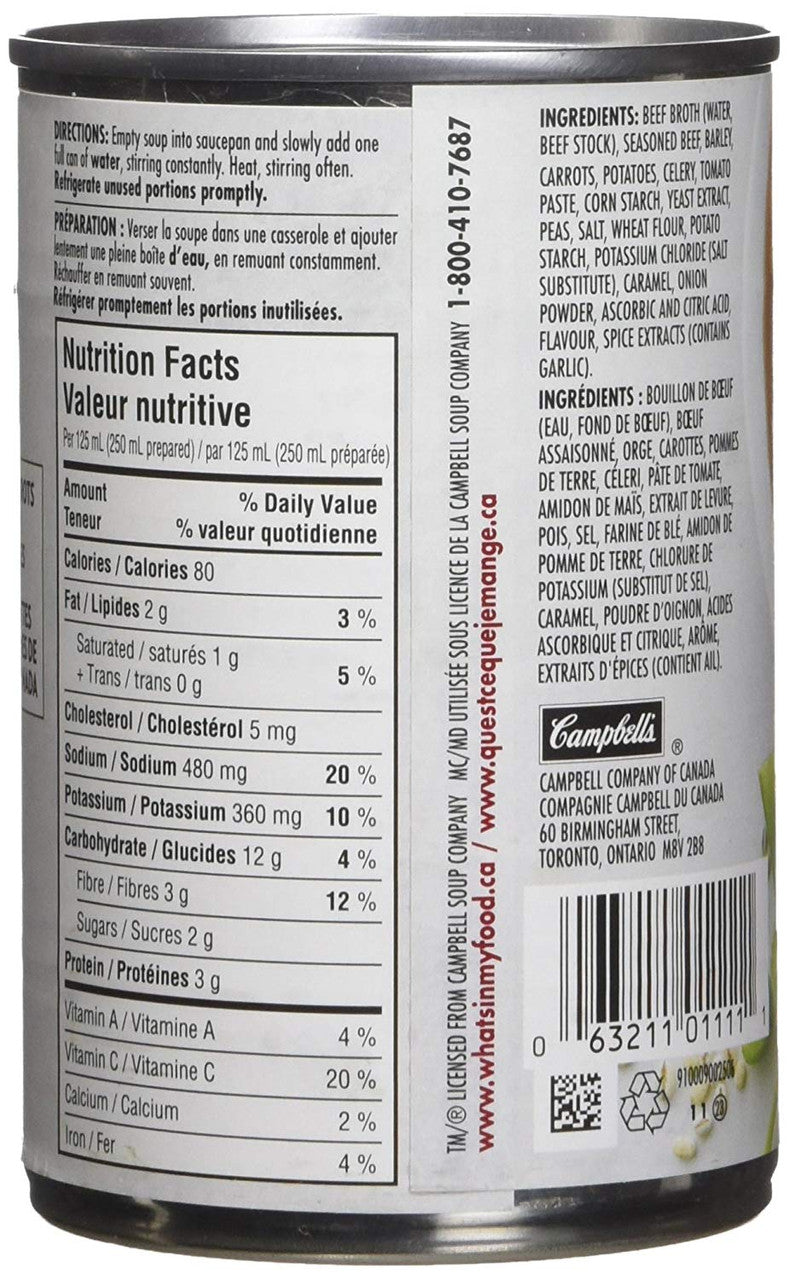 DIRECTIONS: Empty soup into saucepan and slowly add one
full can of water, stirring constantly. Heat, stirring often.
Refrigerate unused portions promptly.
PRÉPARATION : Verser la soupe dans une casserole et ajouter
lentement une pleine boîte d'eau, en remuant constamment.
Réchauffer en remuant souvent.
Réfrigérer promptement les portions inutilisées.
Nutrition Facts
Valeur nutritive
Per 125 mL (250 mL prepared) / par 125 mL (250 mL préparée)
Amount % Daily Value
Teneur % valeur quotidienne
Calories / Calories 80
Fat / Lipides 2 g 3 %
Saturated / saturés 1 g
+ Trans / trans 0 g 5 %
Cholesterol / Cholestérol 5 mg
Sodium / Sodium 480 mg 20 %
Potassium / Potassium 360 mg 10 %
Carbohydrate / Glucides 12 g 4 %
Fibre / Fibres 3 g 12 %
Sugars / Sucres 2 g
Protein / Protéines 3 g
Vitamin A / Vitamine A 4 %
Vitamin C / Vitamine C 20 %
Calcium / Calcium 2 %
Iron / Fer 4 %
TM/® LICENSED FROM CAMPBELL SOUP COMPANY MC/MD UTILISÉE SOUS LICENCE DE LA CAMPBELL SOUP COMPANY 1-800-410-7687
www.whatsinmyfood.ca / www.questcequejemange.ca
INGREDIENTS: BEEF BROTH (WATER,
BEEF STOCK), SEASONED BEEF, BARLEY,
CARROTS, POTATOES, CELERY, TOMATO
PASTE, CORN STARCH, YEAST EXTRACT,
PEAS, SALT, WHEAT FLOUR, POTATO
STARCH, POTASSIUM CHLORIDE (SALT
SUBSTITUTE), CARAMEL, ONION
POWDER, ASCORBIC AND CITRIC ACID,
FLAVOUR, SPICE EXTRACTS (CONTAINS
GARLIC).
INGRÉDIENTS : BOUILLON DE BŒUF
(EAU, FOND DE BŒUF), BŒUF
ASSAISONNÉ, ORGE, CAROTTES, POMMES
DE TERRE, CÉLERI, PÂTE DE TOMATE,
AMIDON DE MAÏS, EXTRAIT DE LEVURE,
POIS, SEL, FARINE DE BLÉ, AMIDON DE
POMME DE TERRE, CHLORURE DE
POTASSIUM (SUBSTITUT DE SEL),
CARAMEL, POUDRE D'OIGNON, ACIDES
ASCORBIQUE ET CITRIQUE, ARÔME,
EXTRAITS D'ÉPICES (CONTIENT AIL).
Campbell's ®
CAMPBELL COMPANY OF CANADA
COMPAGNIE CAMPBELL DU CANADA
60 BIRMINGHAM STREET,
TORONTO, ONTARIO M8V 2B8
0 63211 01111 1
11 28